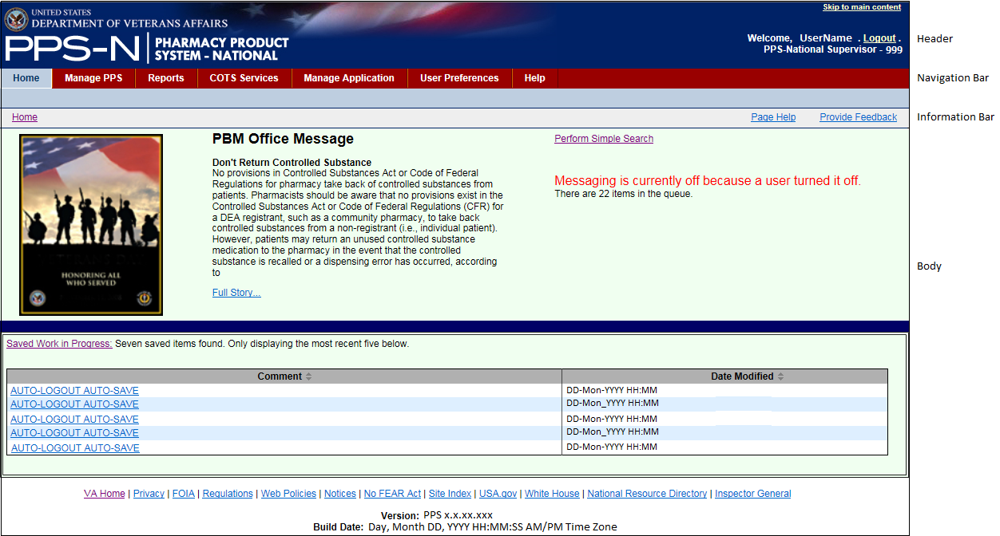 Skip to main content
UNITED STATES
DEPARTMENT OF VETERANS AFFAIRS
PPS-N PHARMACY PRODUCT
SYSTEM - NATIONAL
Welcome, UserName . Logout .
PPS-National Supervisor - 999
Header
Home Manage PPS Reports COTS Services Manage Application User Preferences Help
Navigation Bar
Home Page Help Provide Feedback
Information Bar
HONORING ALL
WHO SERVED
PBM Office Message
Don't Return Controlled Substance
No provisions in Controlled Substances Act or Code of Federal
Regulations for pharmacy take back of controlled substances from
patients. Pharmacists should be aware that no provisions exist in the
Controlled Substances Act or Code of Federal Regulations (CFR) for
a DEA registrant, such as a community pharmacy, to take back
controlled substances from a non-registrant (i.e., individual patient).
However, patients may return an unused controlled substance
medication to the pharmacy in the event that the controlled
substance is recalled or a dispensing error has occurred, according
to
Full Story...
Perform Simple Search
Messaging is currently off because a user turned it off.
There are 22 items in the queue.
Body
Saved Work in Progress: Seven saved items found. Only displaying the most recent five below.
Comment Date Modified
AUTO-LOGOUT AUTO-SAVE DD-Mon-YYYY HH:MM
AUTO-LOGOUT AUTO-SAVE DD-Mon_YYYY HH:MM
AUTO-LOGOUT AUTO-SAVE DD-Mon-YYYY HH:MM
AUTO-LOGOUT AUTO-SAVE DD-Mon_YYYY HH:MM
AUTO-LOGOUT AUTO-SAVE DD-Mon-YYYY HH:MM
VA Home | Privacy | FOIA | Regulations | Web Policies | Notices | No FEAR Act | Site Index | USA.gov | White House | National Resource Directory | Inspector General
Version: PPS x.x.xx.xxx
Build Date: Day, Month DD, YYYY HH:MM:SS AM/PM Time Zone